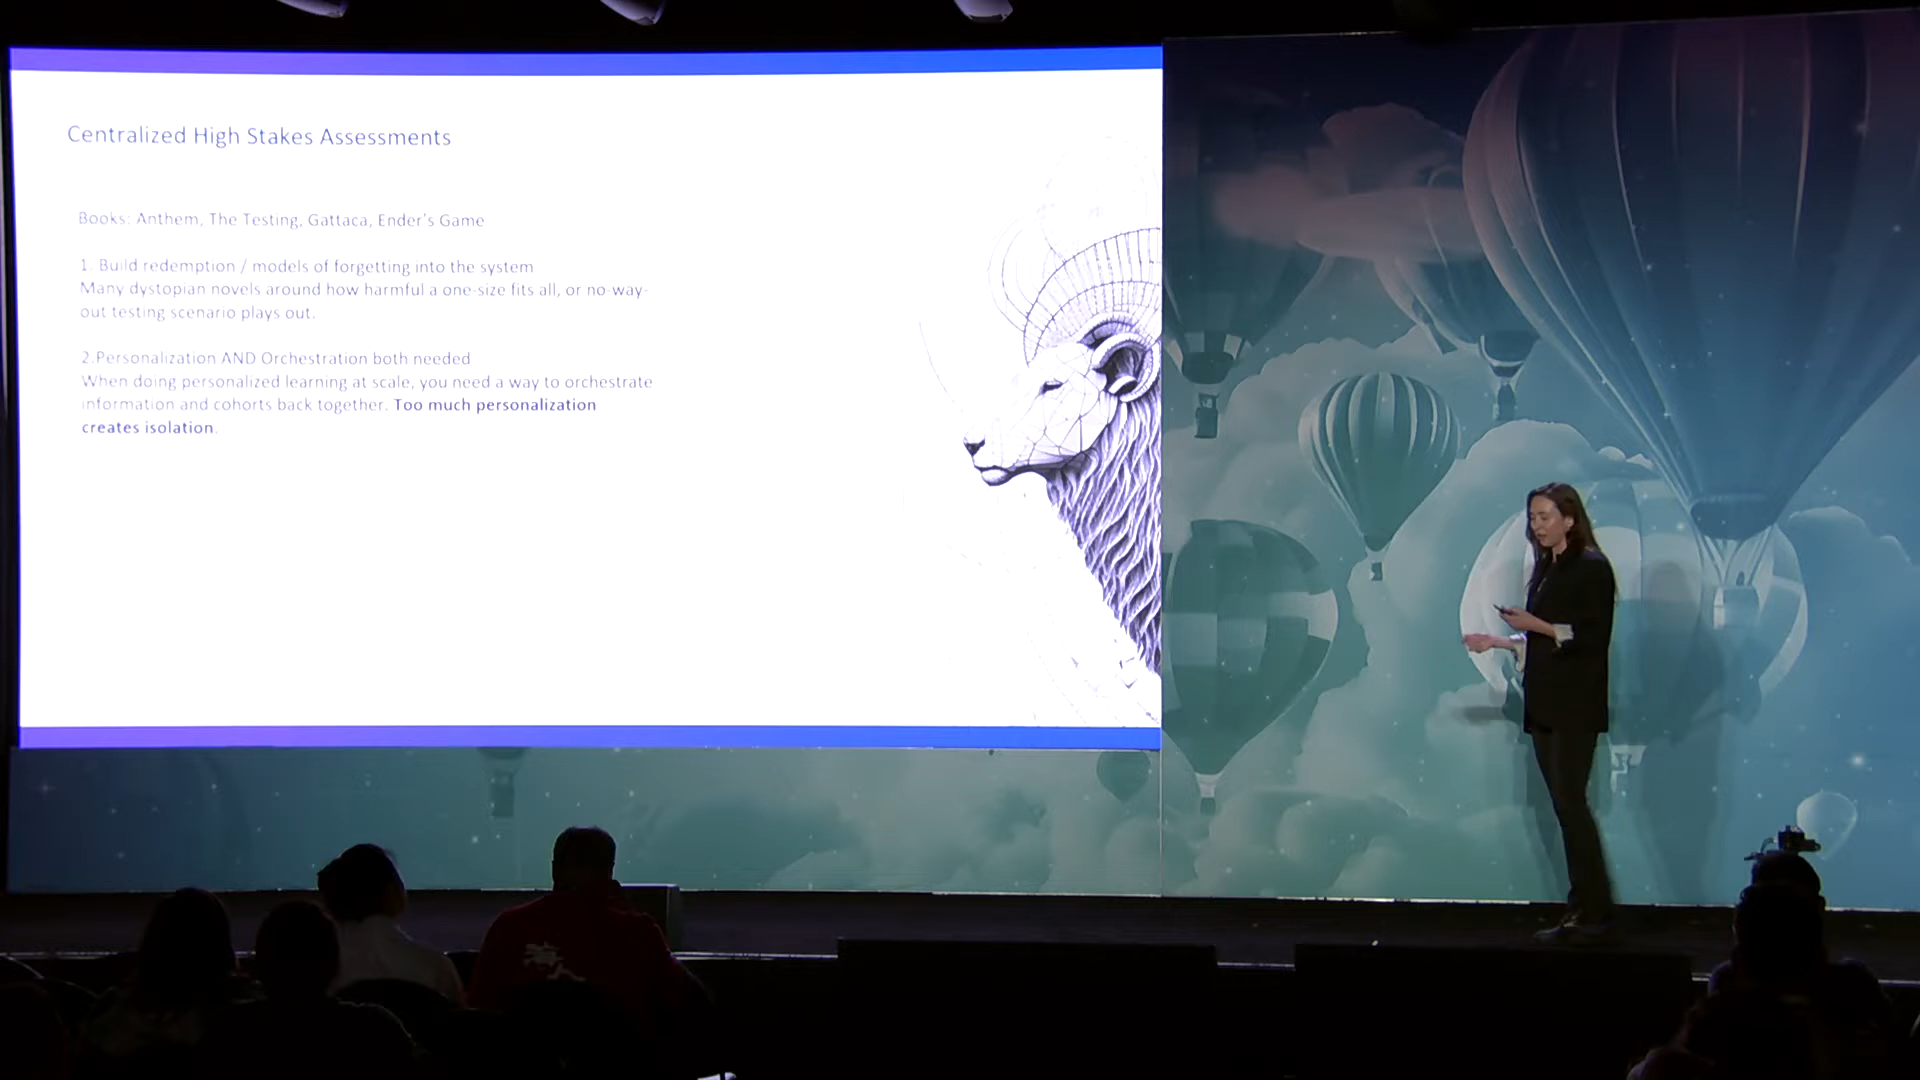 Centralized High Stakes Assessments
Books: Anthem, The Testing, Gattaca, Ender's Game
1. Build redemption / models of forgetting into the system
Many dystopian novels around how harmful a one-size fits all, or no-way-
out testing scenario plays out.
2.Personalization AND Orchestration both needed
When doing personalized learning at scale, you need a way to orchestrate
information and cohorts back together. Too much personalization
creates isolation.